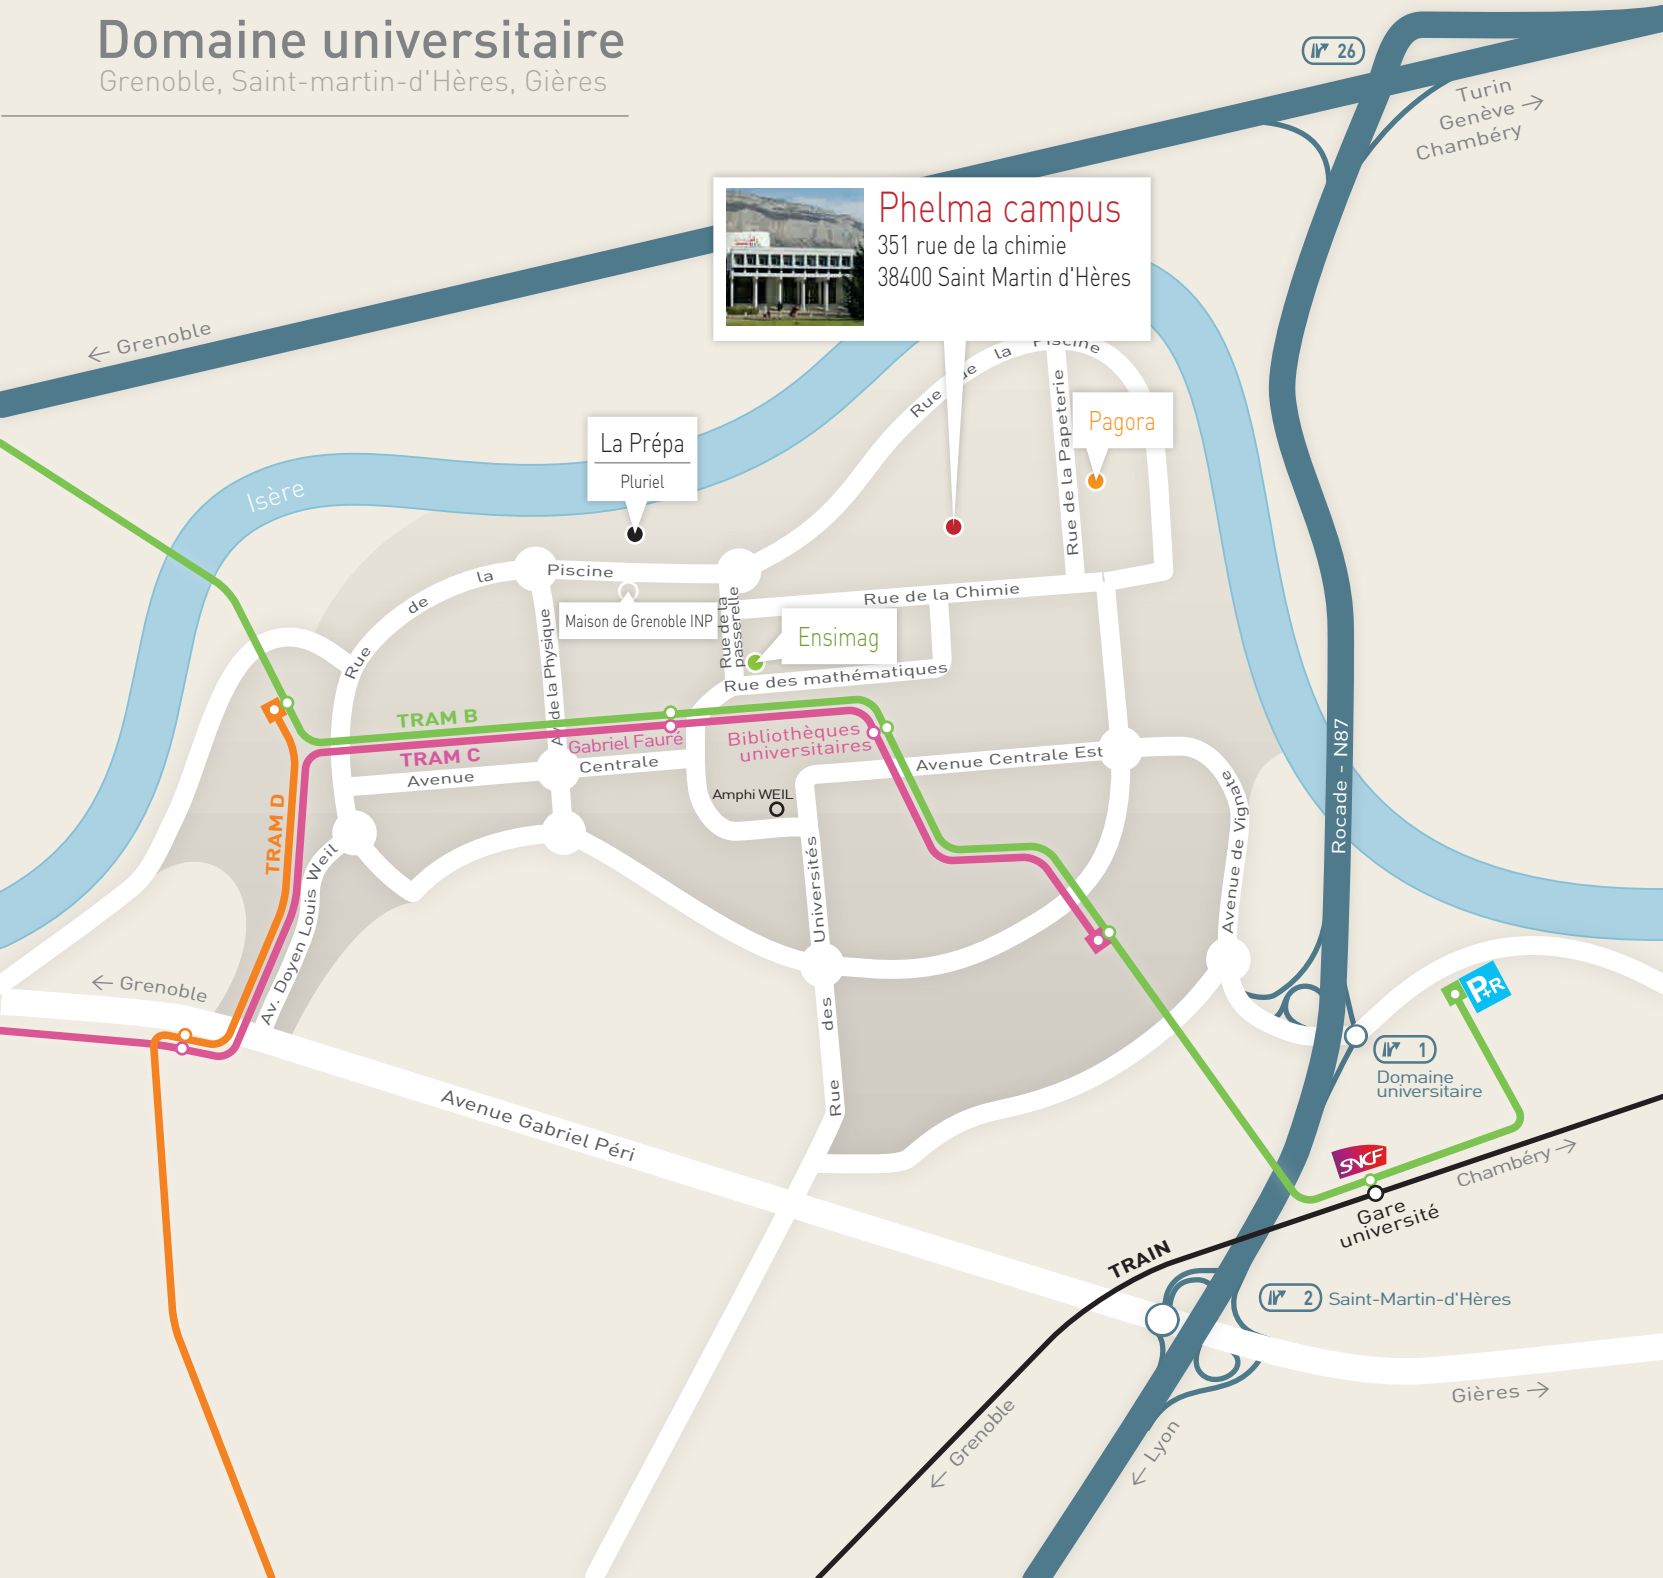 Domaine universitaire
Grenoble, Saint-martin-d'Hères, Gières
26
Turin
Genève
Chambéry
Phelma campus
351 rue de la chimie
38400 Saint Martin d'Hères
← Grenoble
Rue de la Piscine
Rue de la Papeterie
Pagora
La Prépa
Pluriel
Isère
Rue de la Piscine
Maison de Grenoble INP
Av. de la Physique
Rue de la
passerelle
Rue de la Chimie
Ensimag
Rue des mathématiques
TRAM B
TRAM C
TRAM D
Gabriel Fauré
Bibliothèques
universitaires
Avenue Centrale
Avenue Centrale Est
Amphi WEIL
Avenue de Vignate
Rocade - N87
Av. Doyen Louis Weil
Rue des Universités
← Grenoble
P+R
1
Domaine
universitaire
Avenue Gabriel Péri
SNCF
Chambéry →
Gare
université
TRAIN
2
Saint-Martin-d'Hères
Gières →
← Grenoble
← Lyon